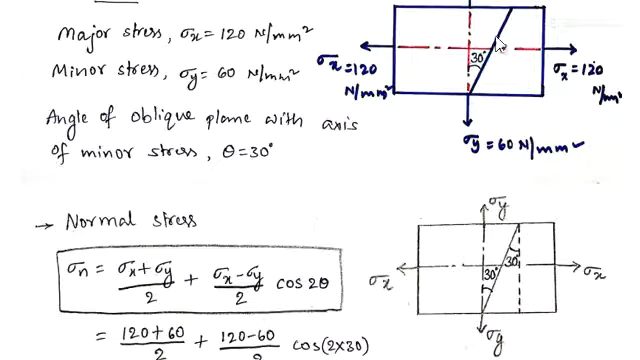 Major stress, σx = 120 N/mm²
Minor stress, σy = 60 N/mm²
Angle of oblique plane with axis
of minor stress, θ = 30°
30°
σx = 120
N/mm²
σx = 120
N/mm²
σy = 60 N/mm²
→ Normal stress
σn = σx + σy / 2 + σx - σy / 2 cos 2θ
= 120 + 60 / 2 + 120 - 60 / 2 cos(2×30)
σy
30°
30°
σx
σx
σy